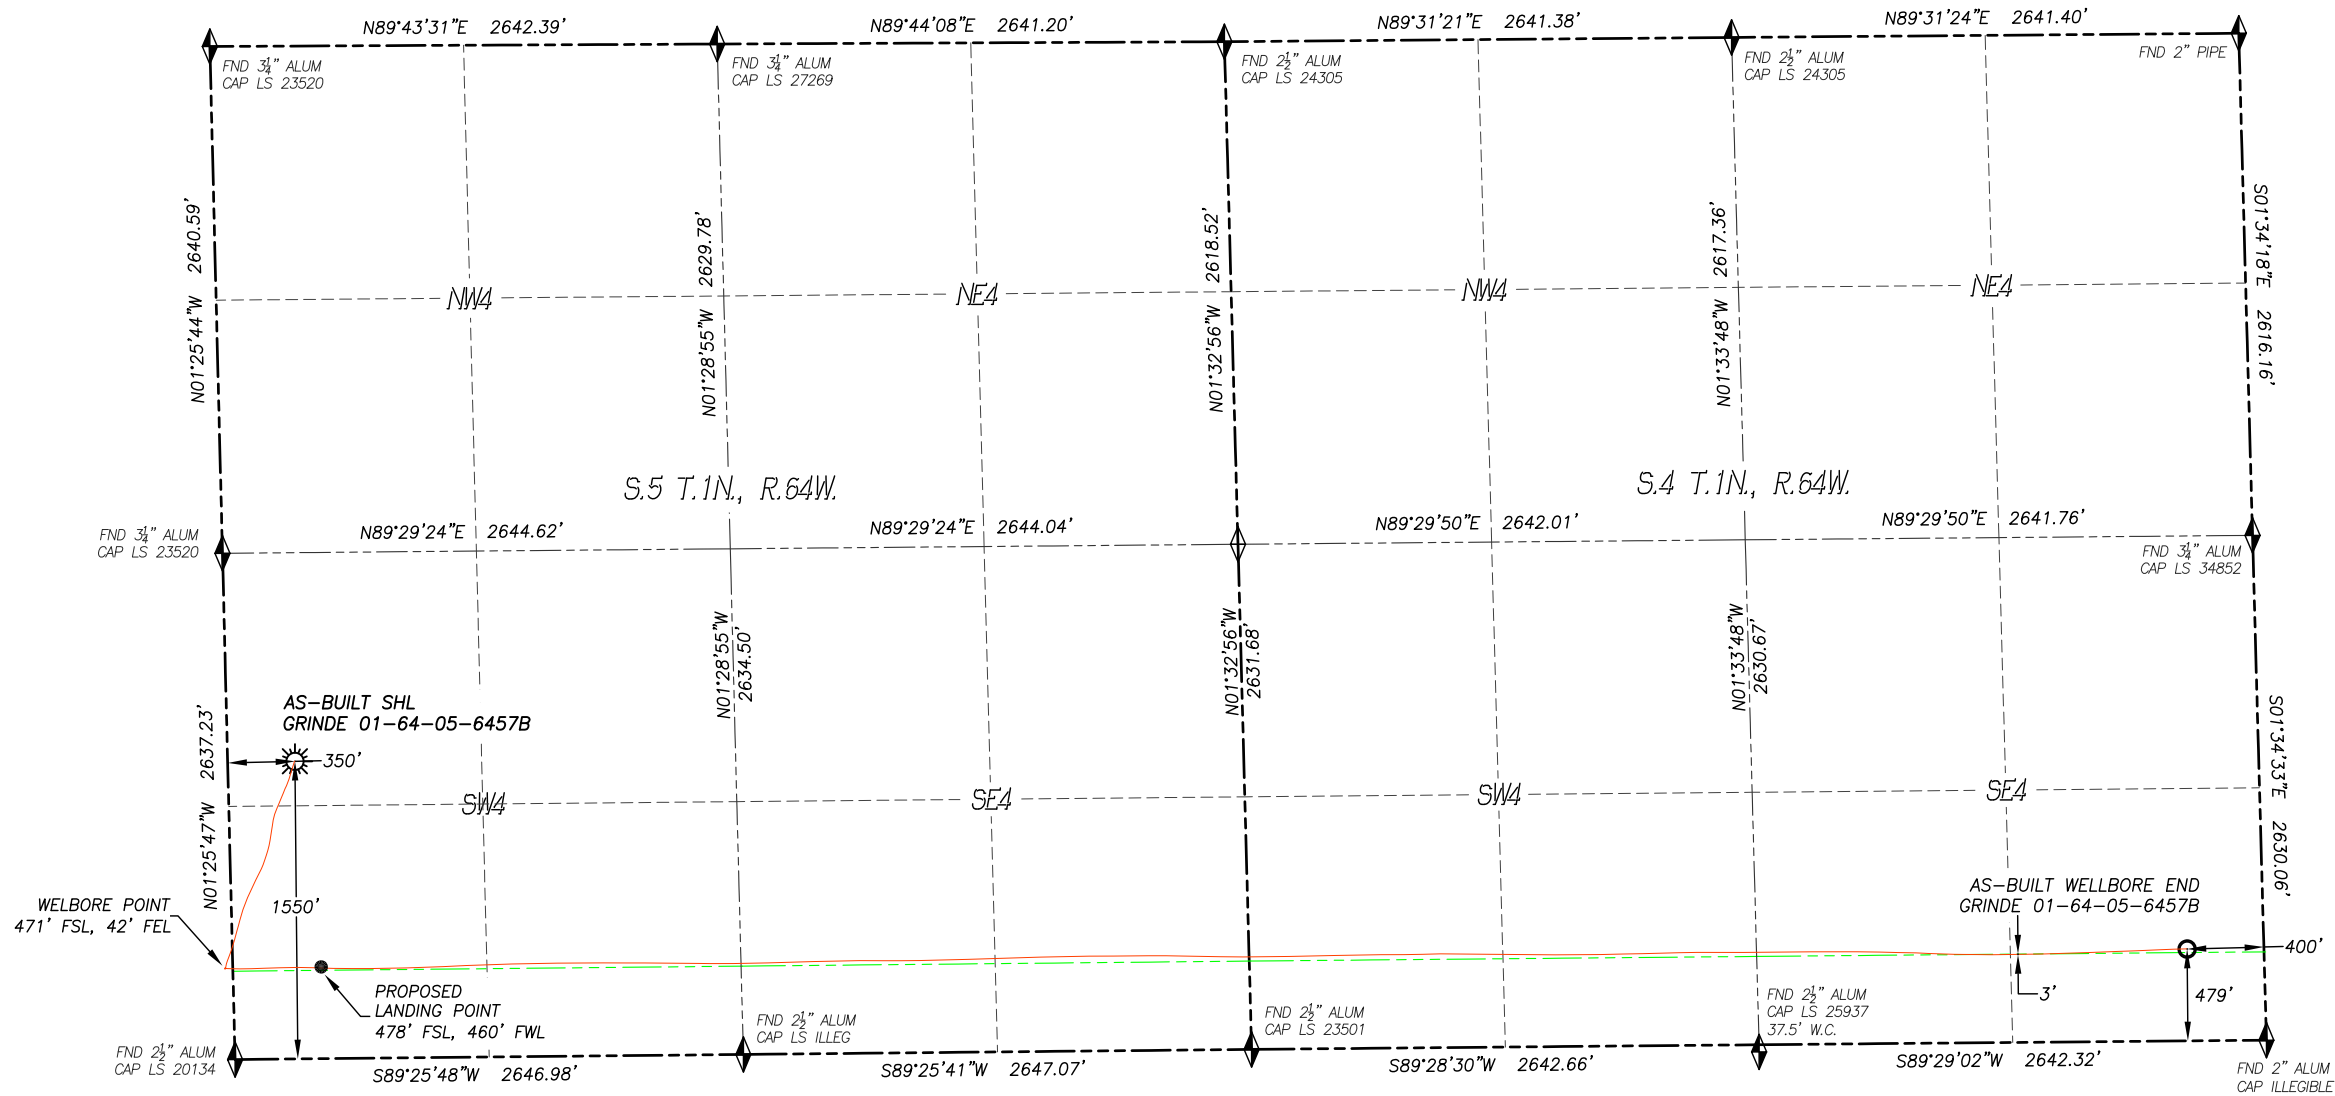 N89°43'31"E 2642.39'
N89°44'08"E 2641.20'
N89°31'21"E 2641.38'
N89°31'24"E 2641.40'
FND 3¼" ALUM
CAP LS 23520
FND 3¼" ALUM
CAP LS 27269
FND 2½" ALUM
CAP LS 24305
FND 2½" ALUM
CAP LS 24305
FND 2" PIPE
N01°25'44"W 2640.59'
N01°28'55"W 2629.78'
N01°32'56"W 2618.52'
N01°33'48"W 2617.36'
S01°34'18"E 2616.16'
NW4
NE4
NW4
NE4
S.5 T.1N., R.64W.
S.4 T.1N., R.64W.
FND 3¼" ALUM
CAP LS 23520
N89°29'24"E 2644.62'
N89°29'24"E 2644.04'
N89°29'50"E 2642.01'
N89°29'50"E 2641.76'
FND 3¼" ALUM
CAP LS 34852
N01°25'47"W 2637.23'
N01°28'55"W
2634.50'
N01°32'56"W
2631.68'
N01°33'48"W
2630.67'
S01°34'33"E 2630.06'
AS-BUILT SHL
GRINDE 01-64-05-6457B
350'
SW4
SE4
SW4
SE4
1550'
WELBORE POINT
471' FSL, 42' FEL
AS-BUILT WELLBORE END
GRINDE 01-64-05-6457B
400'
479'
3'
PROPOSED
LANDING POINT
478' FSL, 460' FWL
FND 2½" ALUM
CAP LS 20134
FND 2½" ALUM
CAP LS ILLEG
FND 2½" ALUM
CAP LS 23501
FND 2½" ALUM
CAP LS 25937
37.5' W.C.
FND 2" ALUM
CAP ILLEGIBLE
S89°25'48"W 2646.98'
S89°25'41"W 2647.07'
S89°28'30"W 2642.66'
S89°29'02"W 2642.32'